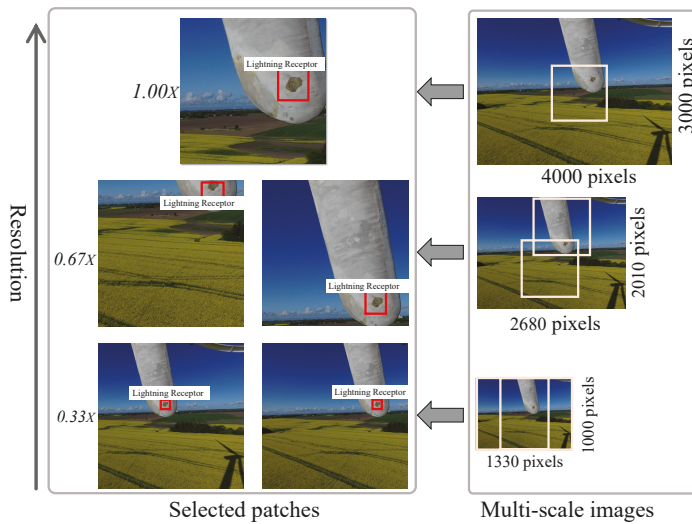 Resolution
1.00X
Lightning Receptor
3000 pixels
4000 pixels
0.67X
Lightning Receptor
Lightning Receptor
2010 pixels
2680 pixels
0.33X
Lightning Receptor
Lightning Receptor
1000 pixels
1330 pixels
Selected patches
Multi-scale images